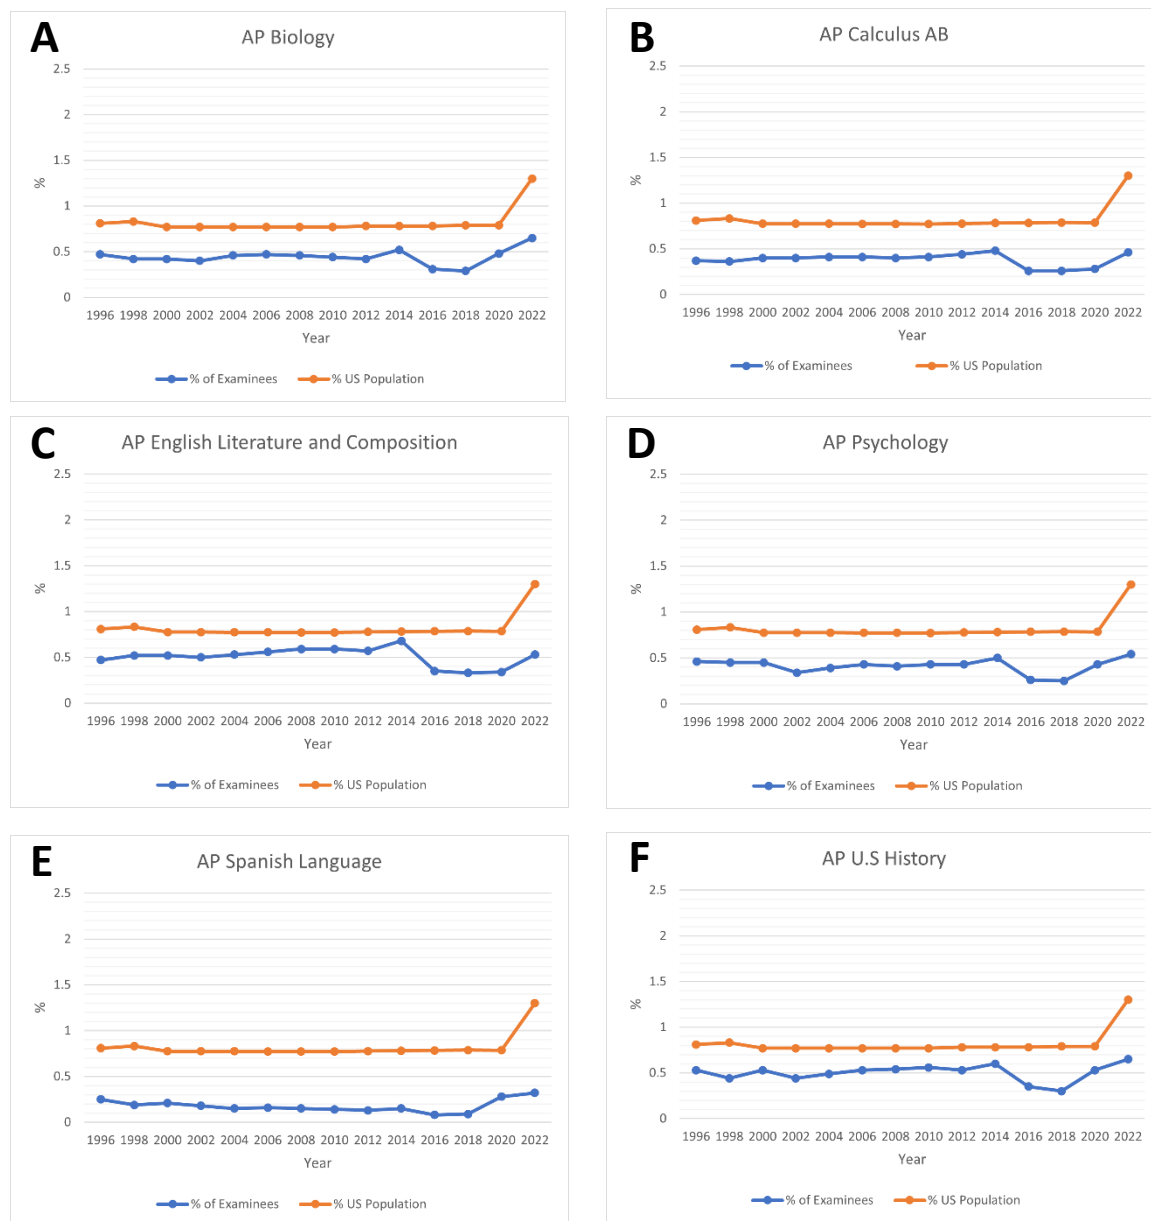 A
AP Biology
2.5
2
1.5
1
0.5
0
%
1996 1998 2000 2002 2004 2006 2008 2010 2012 2014 2016 2018 2020 2022
Year
% of Examinees % US Population
B
AP Calculus AB
2.5
2
1.5
1
0.5
0
%
1996 1998 2000 2002 2004 2006 2008 2010 2012 2014 2016 2018 2020 2022
Year
% of Examinees % US Population
C
AP English Literature and Composition
2.5
2
1.5
1
0.5
0
%
1996 1998 2000 2002 2004 2006 2008 2010 2012 2014 2016 2018 2020 2022
Year
% of Examinees % US Population
D
AP Psychology
2.5
2
1.5
1
0.5
0
%
1996 1998 2000 2002 2004 2006 2008 2010 2012 2014 2016 2018 2020 2022
Year
% of Examinees % US Population
E
AP Spanish Language
2.5
2
1.5
1
0.5
0
%
1996 1998 2000 2002 2004 2006 2008 2010 2012 2014 2016 2018 2020 2022
Year
% of Examinees % US Population
F
AP U.S History
2.5
2
1.5
1
0.5
0
%
1996 1998 2000 2002 2004 2006 2008 2010 2012 2014 2016 2018 2020 2022
Year
% of Examinees % US Population